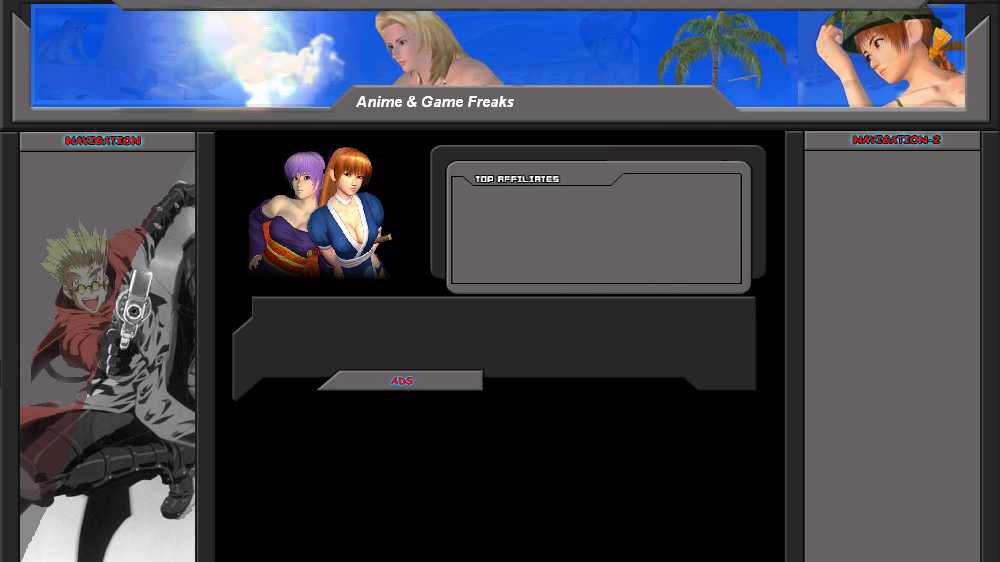 Anime & Game Freaks
NAVIGATION
NAVIGATION-2
TOP AFFILIATES
ADS